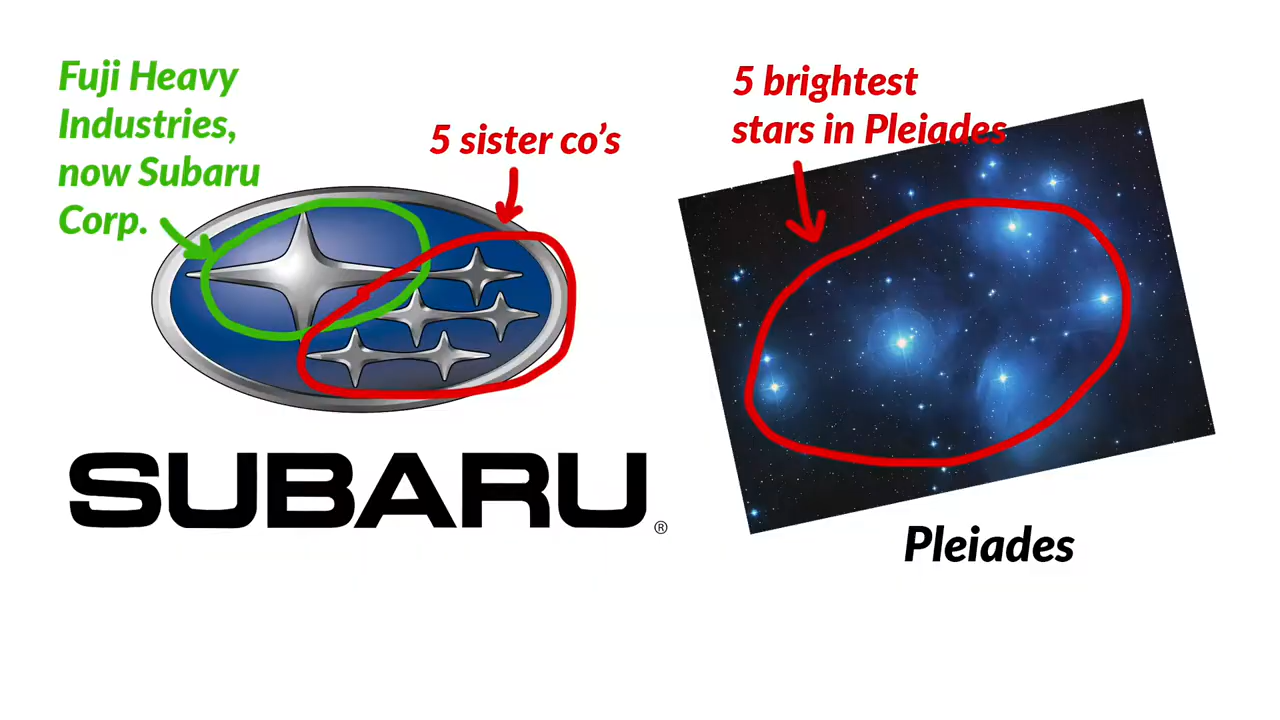 Fuji Heavy
Industries,
now Subaru
Corp.
5 sister co's
SUBARU
®
5 brightest
stars in Pleiades
Pleiades